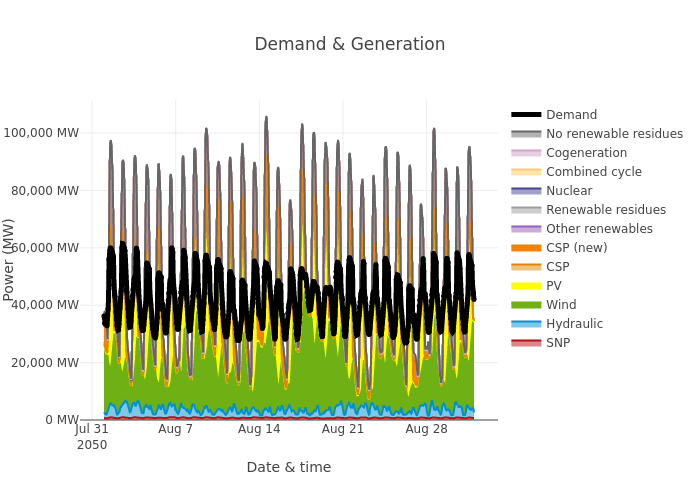 Demand & Generation
100,000 MW
80,000 MW
60,000 MW
40,000 MW
20,000 MW
0 MW
Power (MW)
Jul 31
2050
Aug 7
Aug 14
Aug 21
Aug 28
Date & time
Demand
No renewable residues
Cogeneration
Combined cycle
Nuclear
Renewable residues
Other renewables
CSP (new)
CSP
PV
Wind
Hydraulic
SNP